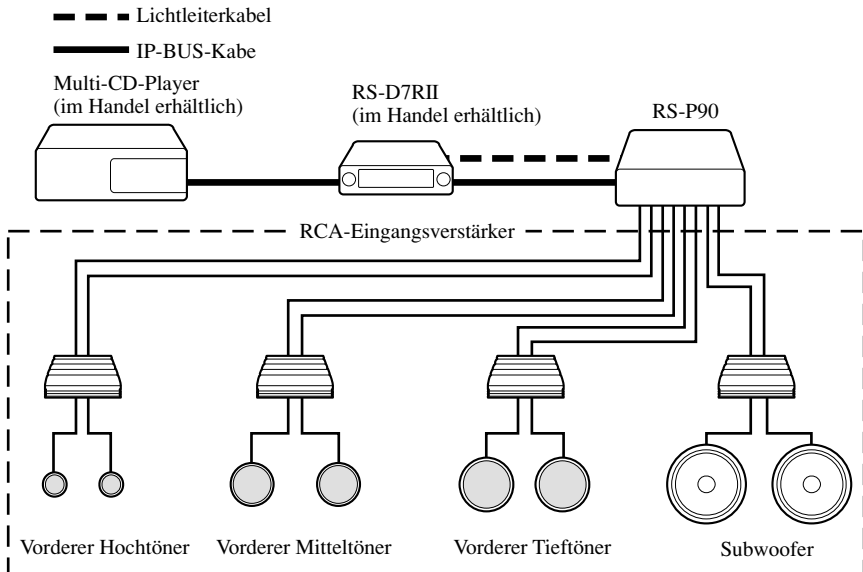 Lichtleiterkabel
IP-BUS-Kabe
Multi-CD-Player
(im Handel erhältlich)
RS-D7RII
(im Handel erhältlich)
RS-P90
RCA-Eingangsverstärker
Vorderer Hochtöner
Vorderer Mitteltöner
Vorderer Tieftöner
Subwoofer